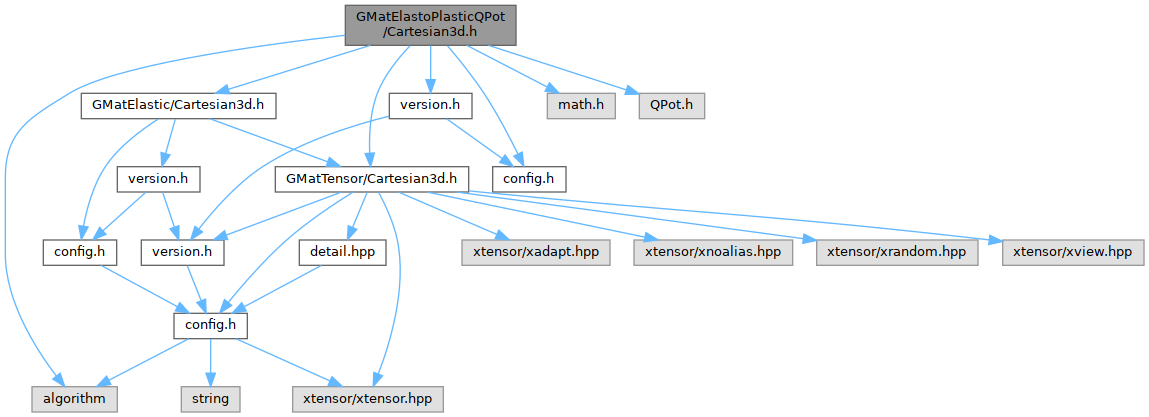 GMatElastoPlasticQPot
/Cartesian3d.h
GMatElastic/Cartesian3d.h
version.h
math.h
QPot.h
version.h
GMatTensor/Cartesian3d.h
config.h
config.h
version.h
detail.hpp
xtensor/xadapt.hpp
xtensor/xnoalias.hpp
xtensor/xrandom.hpp
xtensor/xview.hpp
config.h
algorithm
string
xtensor/xtensor.hpp